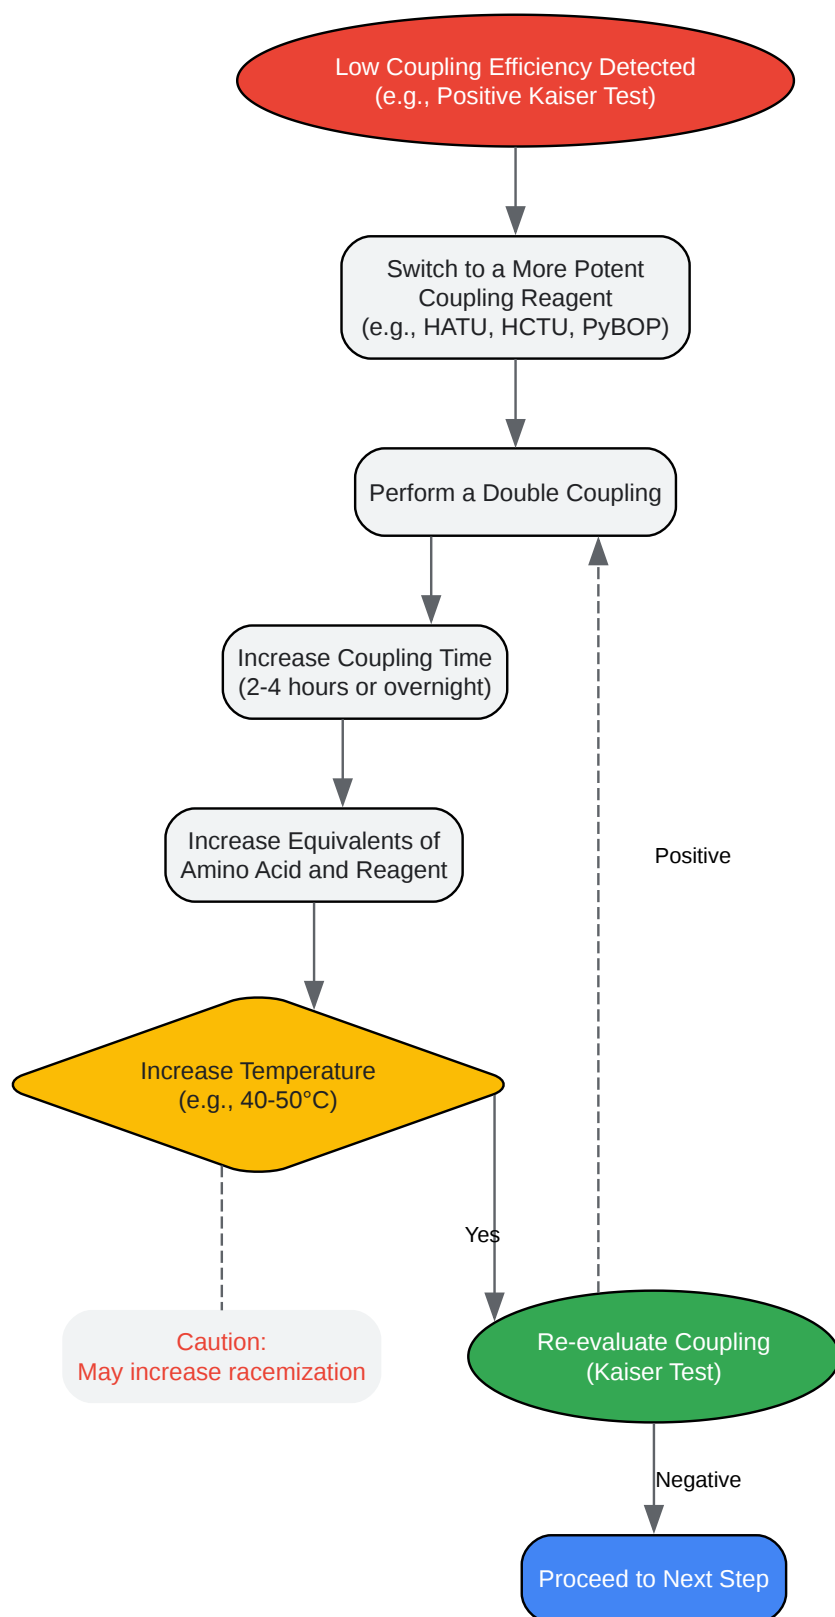 Low Coupling Efficiency Detected
(e.g., Positive Kaiser Test)
Switch to a More Potent
Coupling Reagent
(e.g., HATU, HCTU, PyBOP)
Perform a Double Coupling
Increase Coupling Time
(2-4 hours or overnight)
Increase Equivalents of
Amino Acid and Reagent
Positive
Increase Temperature
(e.g., 40-50°C)
Yes
Caution:
May increase racemization
Re-evaluate Coupling
(Kaiser Test)
Negative
Proceed to Next Step